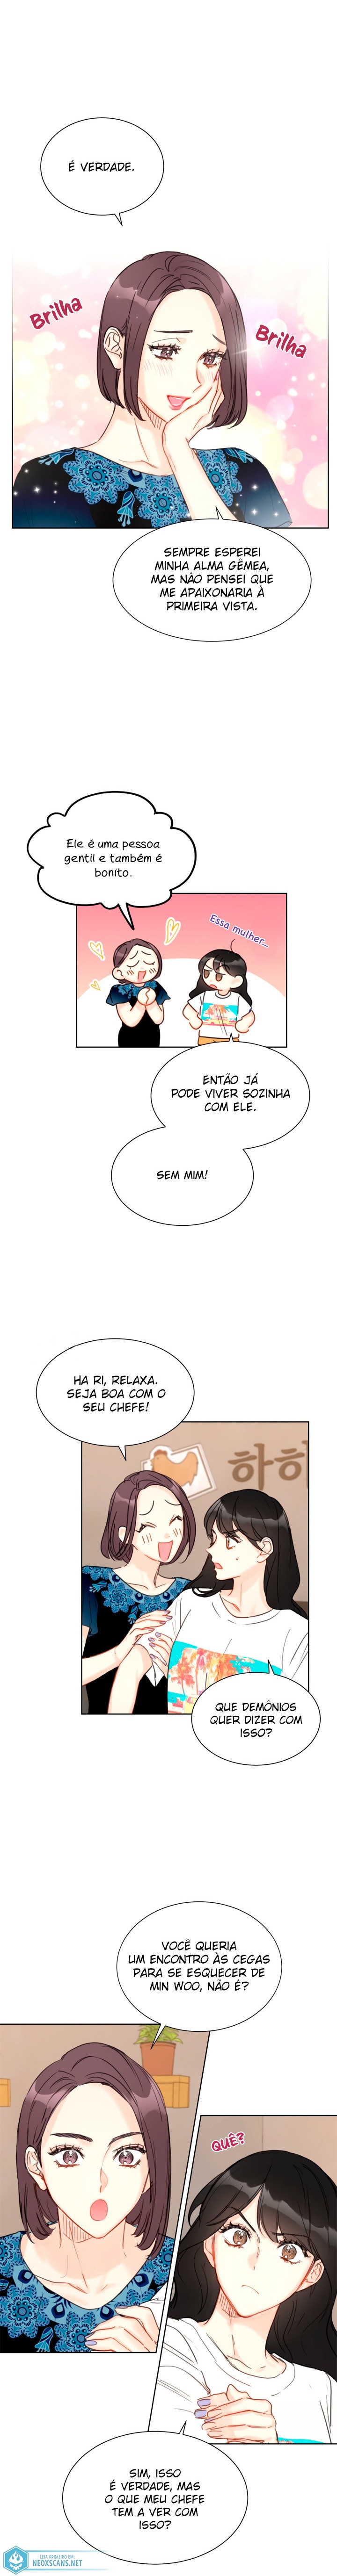 É VERDADE.
Brilha
Brilha
SEMPRE ESPEREI
MINHA ALMA GÊMEA,
MAS NÃO PENSEI QUE
ME APAIXONARIA À
PRIMEIRA VISTA.
Ele é uma pessoa
gentil e também é
bonito.
Essa mulher...
ENTÃO JÁ
PODE VIVER SOZINHA
COM ELE.
SEM MIM!
HA RI, RELAXA.
SEJA BOA COM O
SEU CHEFE!
하하
QUE DEMÔNIOS
QUER DIZER COM
ISSO?
VOCÊ QUERIA
UM ENCONTRO ÀS CEGAS
PARA SE ESQUECER DE
MIN WOO, NÃO É?
QUÊ?
SIM, ISSO
É VERDADE, MAS
O QUE MEU CHEFE
TEM A VER COM
ISSO?
LEIA PRIMEIRO EM
NEOXSCANS.NET